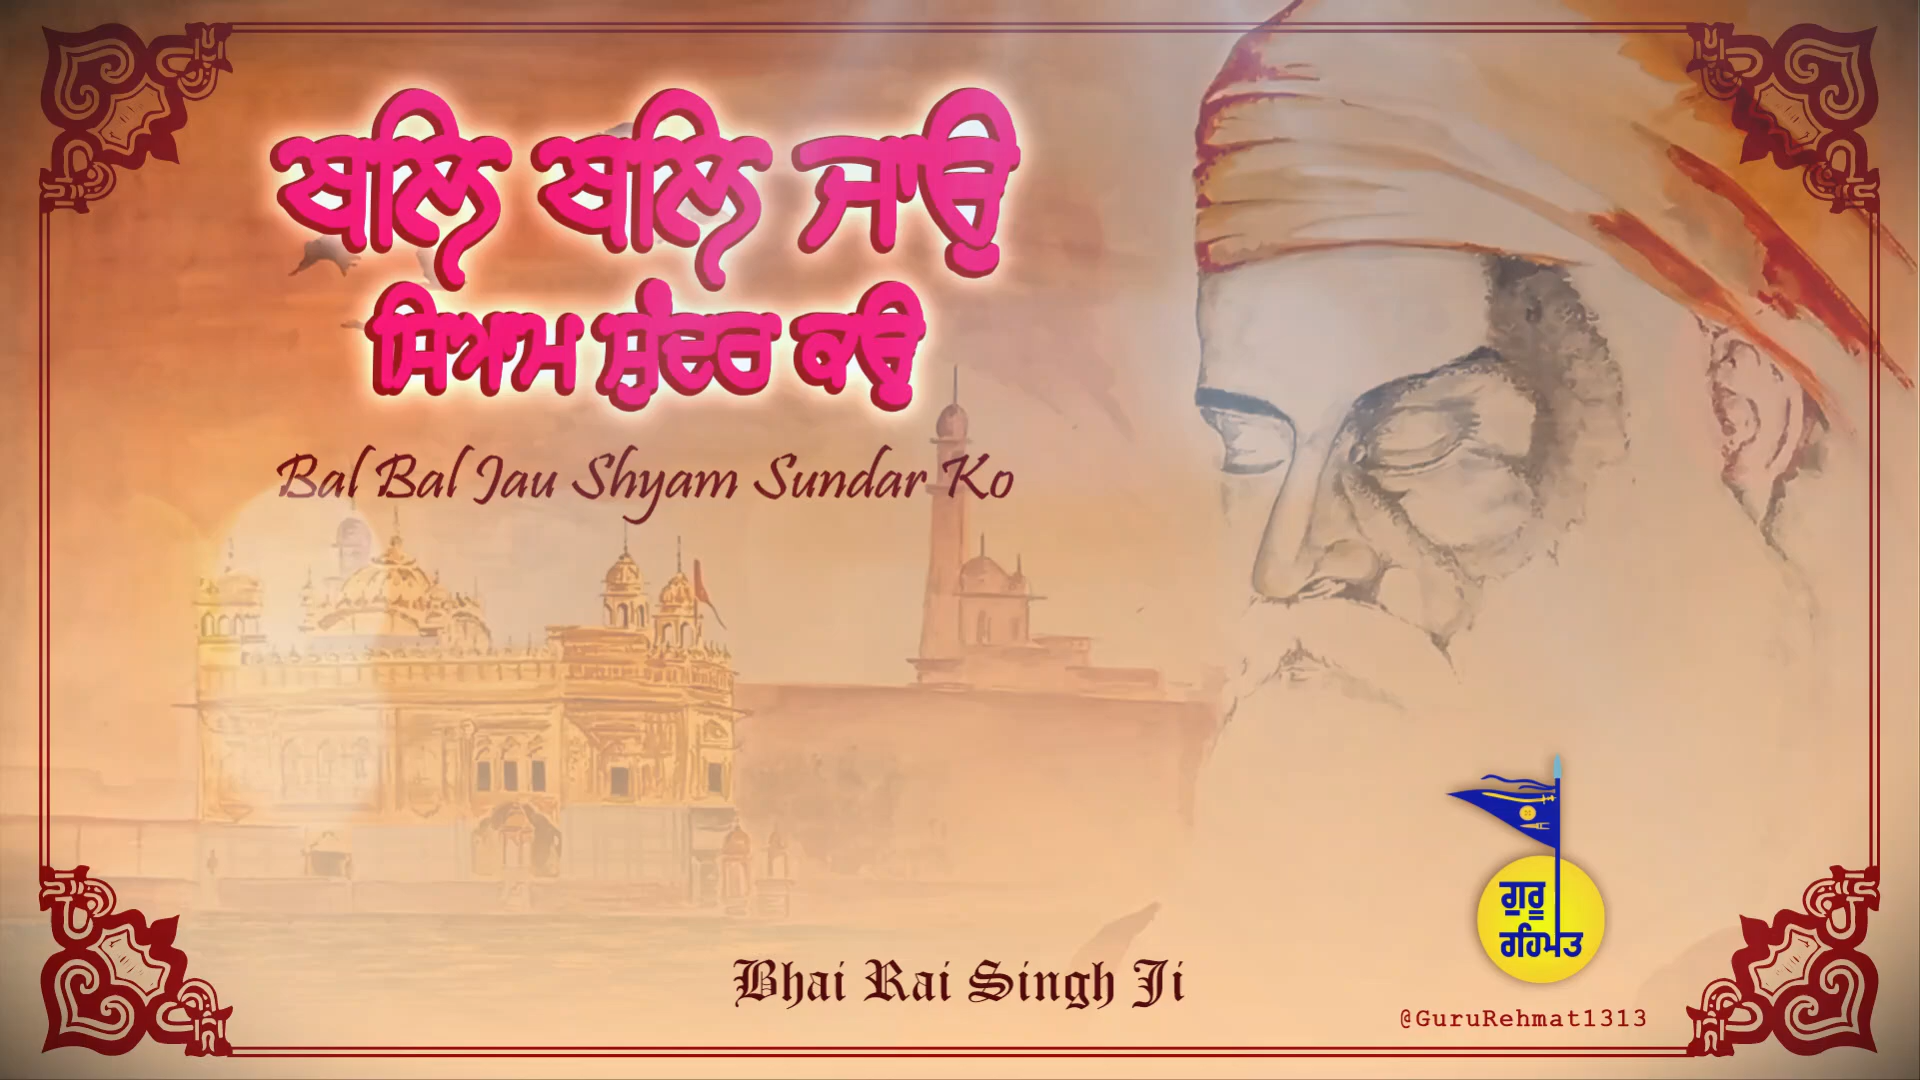 ਬਲਿ ਬਲਿ ਜਾਉ
ਸਿਆਮ ਸੁੰਦਰ ਕਉ
Bal Bal Jau Shyam Sundar Ko
ਗੁਰੂ
ਰਹਿਮਤ
Bhai Rai Singh Ji
@GuruRehmat1313